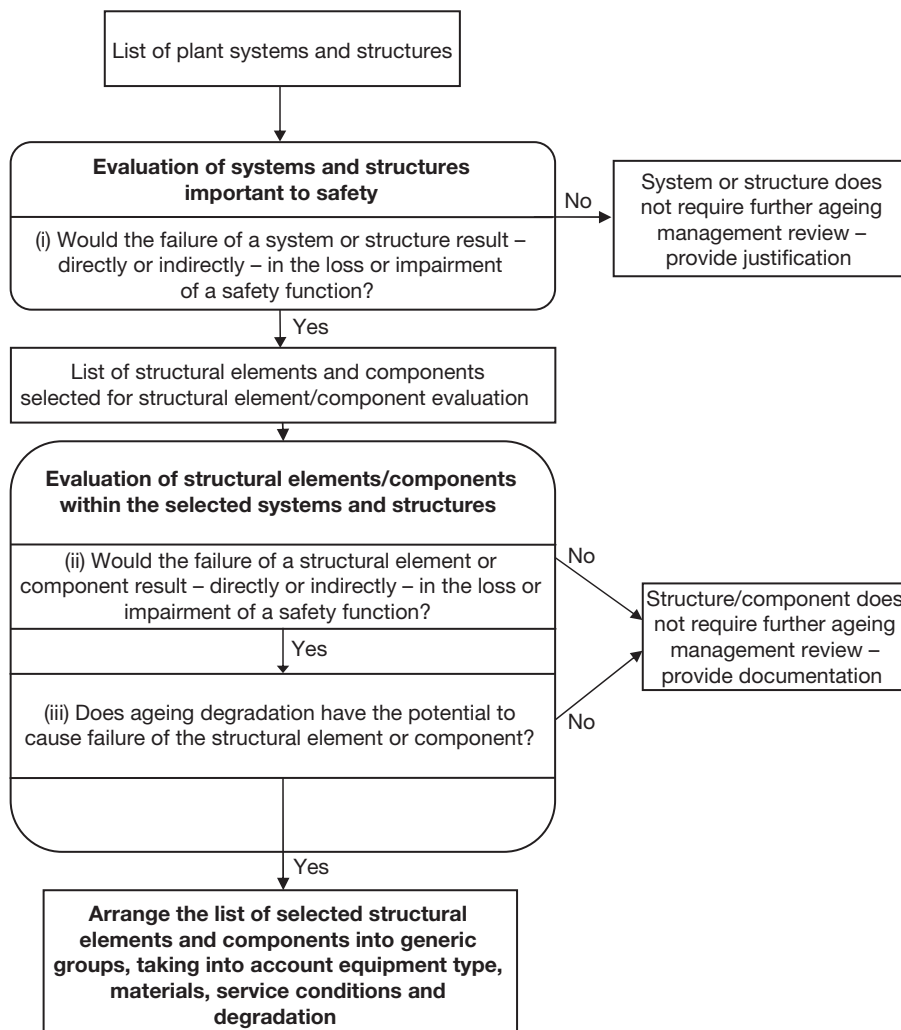 List of plant systems and structures
Evaluation of systems and structures
important to safety
No
System or structure does
not require further ageing
management review –
provide justification
(i) Would the failure of a system or structure result –
directly or indirectly – in the loss or impairment
of a safety function?
Yes
List of structural elements and components
selected for structural element/component evaluation
Evaluation of structural elements/components
within the selected systems and structures
(ii) Would the failure of a structural element or
component result – directly or indirectly – in the loss or
impairment of a safety function?
No
Structure/component does
not require further ageing
management review –
provide documentation
Yes
(iii) Does ageing degradation have the potential to
cause failure of the structural element or component?
No
Yes
Arrange the list of selected structural
elements and components into generic
groups, taking into account equipment type,
materials, service conditions and
degradation